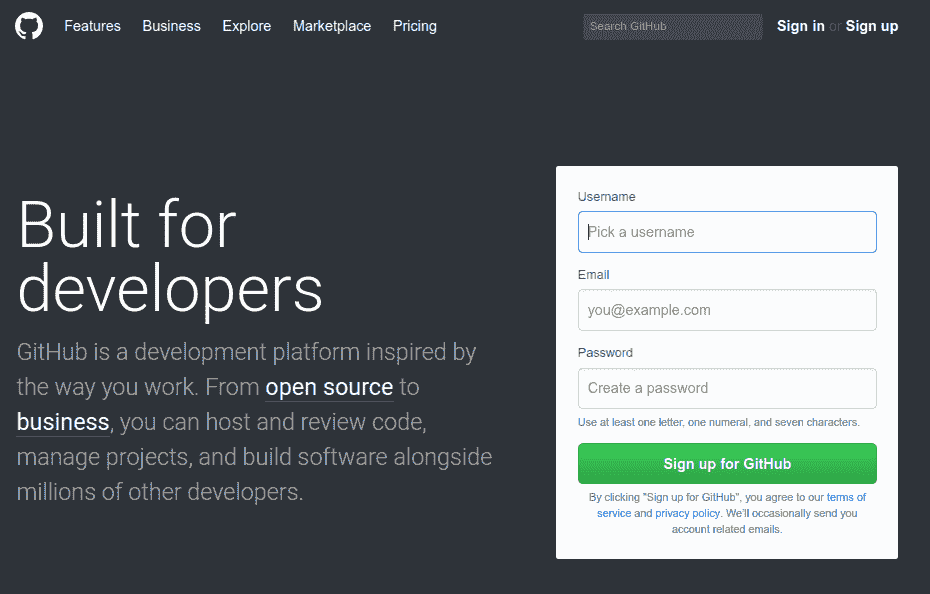 Features Business Explore Marketplace Pricing Search GitHub Sign in or Sign up
Built for
developers
GitHub is a development platform inspired by
the way you work. From open source to
business, you can host and review code,
manage projects, and build software alongside
millions of other developers.
Username
Pick a username
Email
you@example.com
Password
Create a password
Use at least one letter, one numeral, and seven characters.
Sign up for GitHub
By clicking "Sign up for GitHub", you agree to our terms of
service and privacy policy. We'll occasionally send you
account related emails.